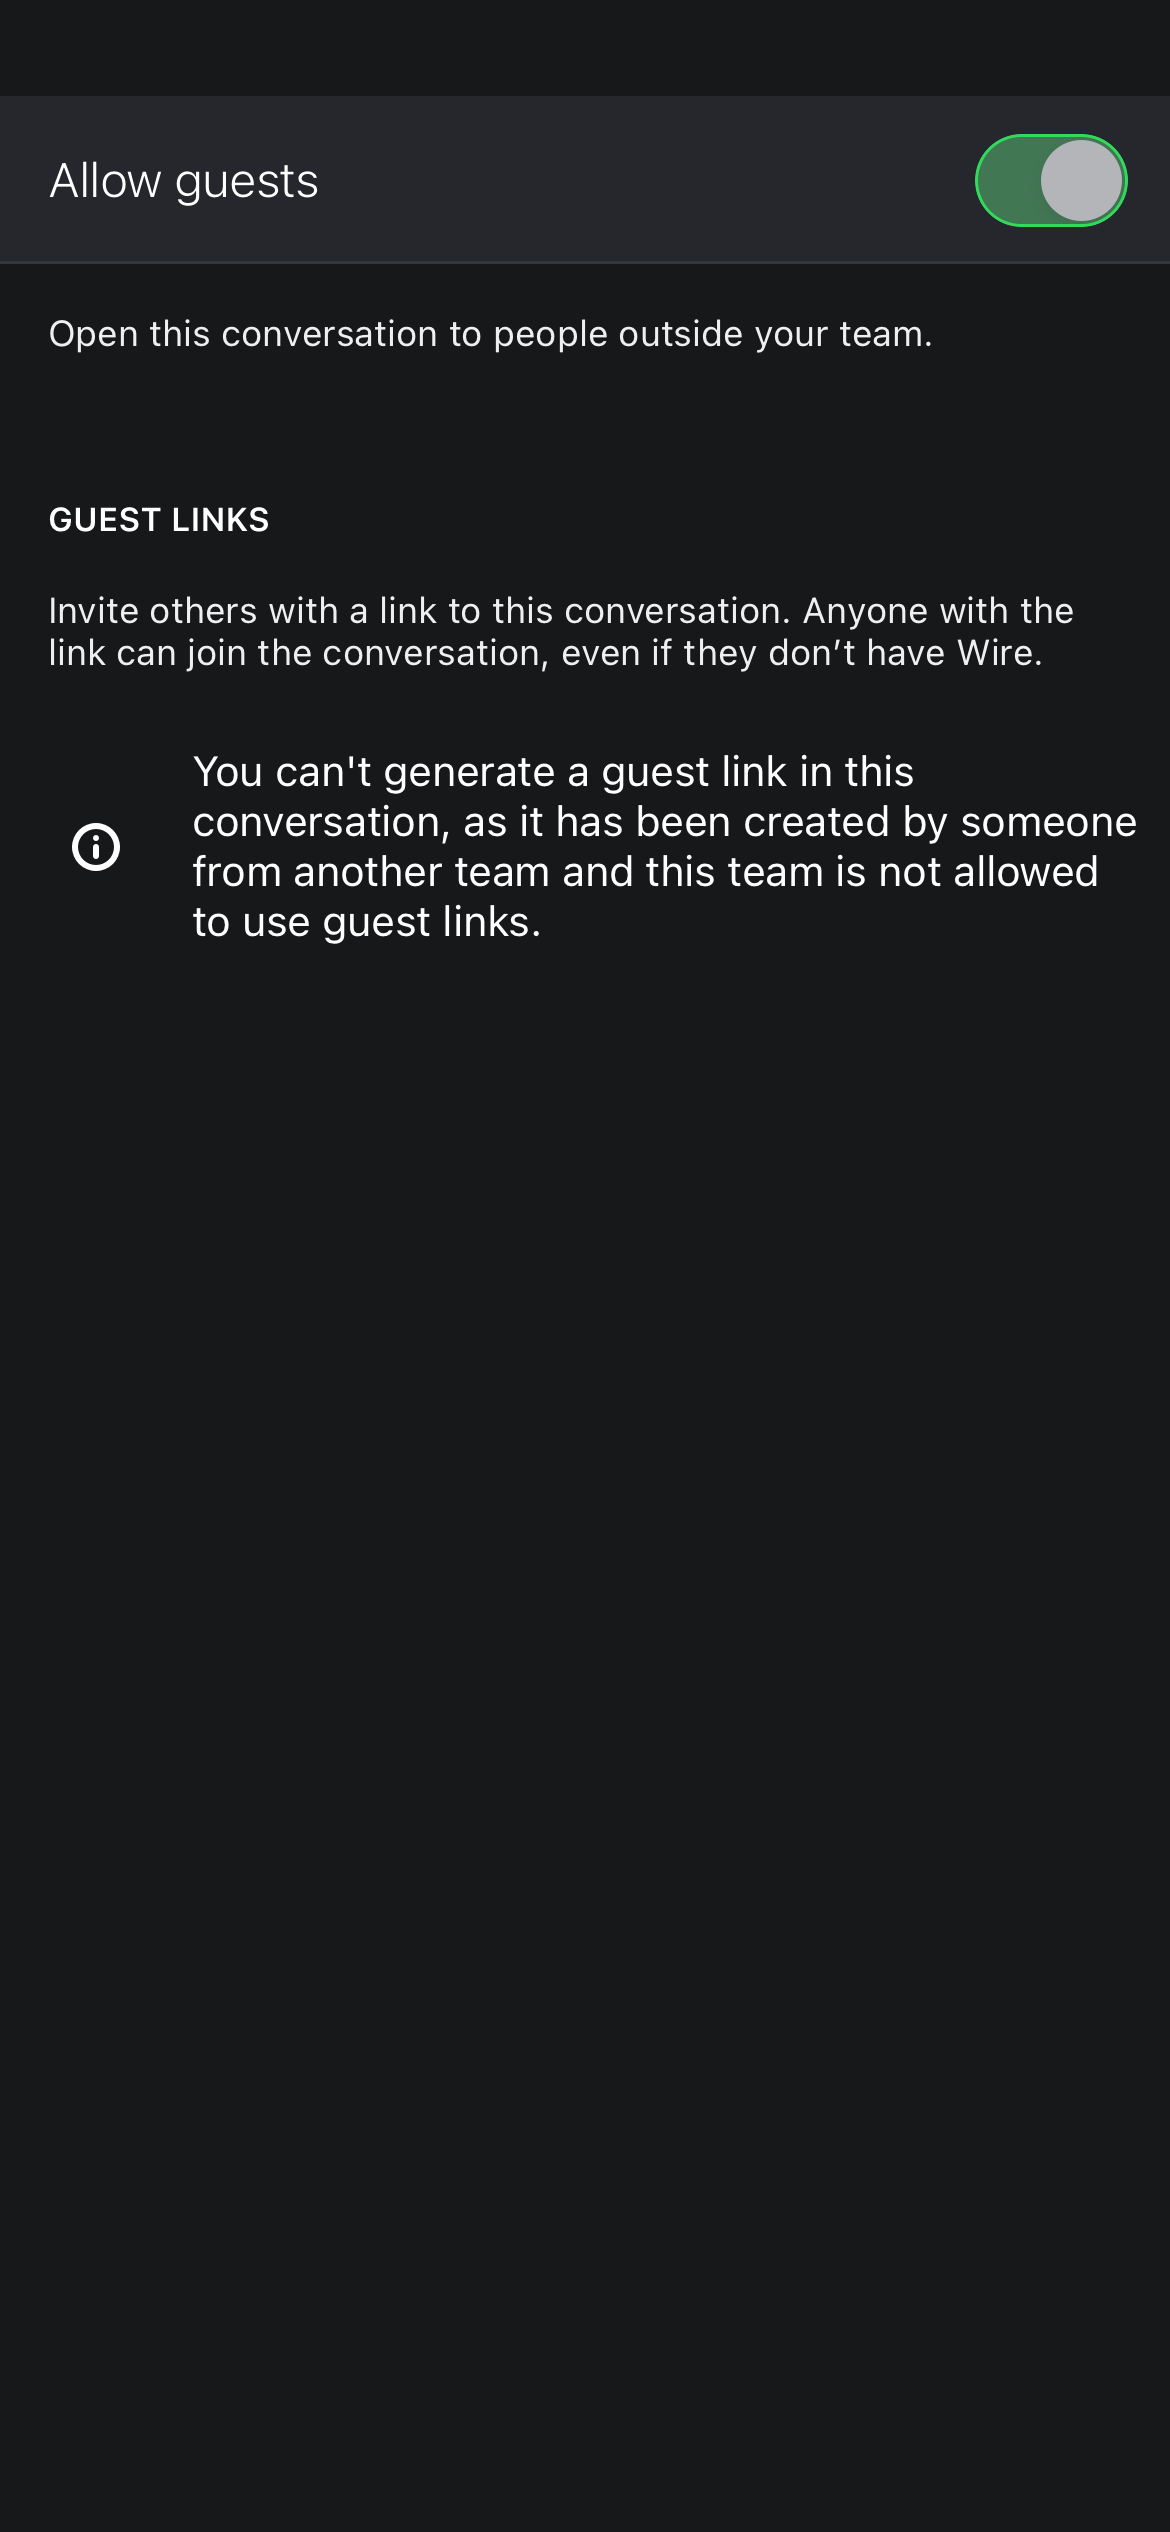 Allow guests
Open this conversation to people outside your team.
GUEST LINKS
Invite others with a link to this conversation. Anyone with the
link can join the conversation, even if they don’t have Wire.
You can't generate a guest link in this
conversation, as it has been created by someone
from another team and this team is not allowed
to use guest links.